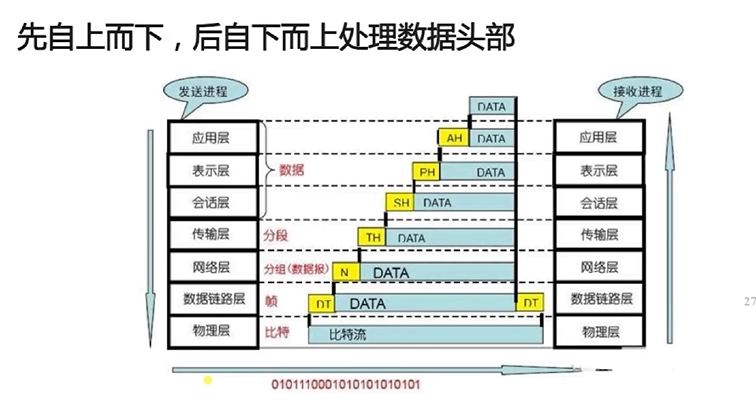 先自上而下，后自下而上处理数据头部
发送进程
接收进程
DATA
应用层
AH
DATA
应用层
表示层
数据
PH
DATA
表示层
会话层
SH
DATA
会话层
传输层
分段
TH
DATA
传输层
网络层
分组(数据报)
N
DATA
网络层
数据链路层
帧
DT
DATA
DT
数据链路层
27
物理层
比特
比特流
物理层
0101110001010101010101